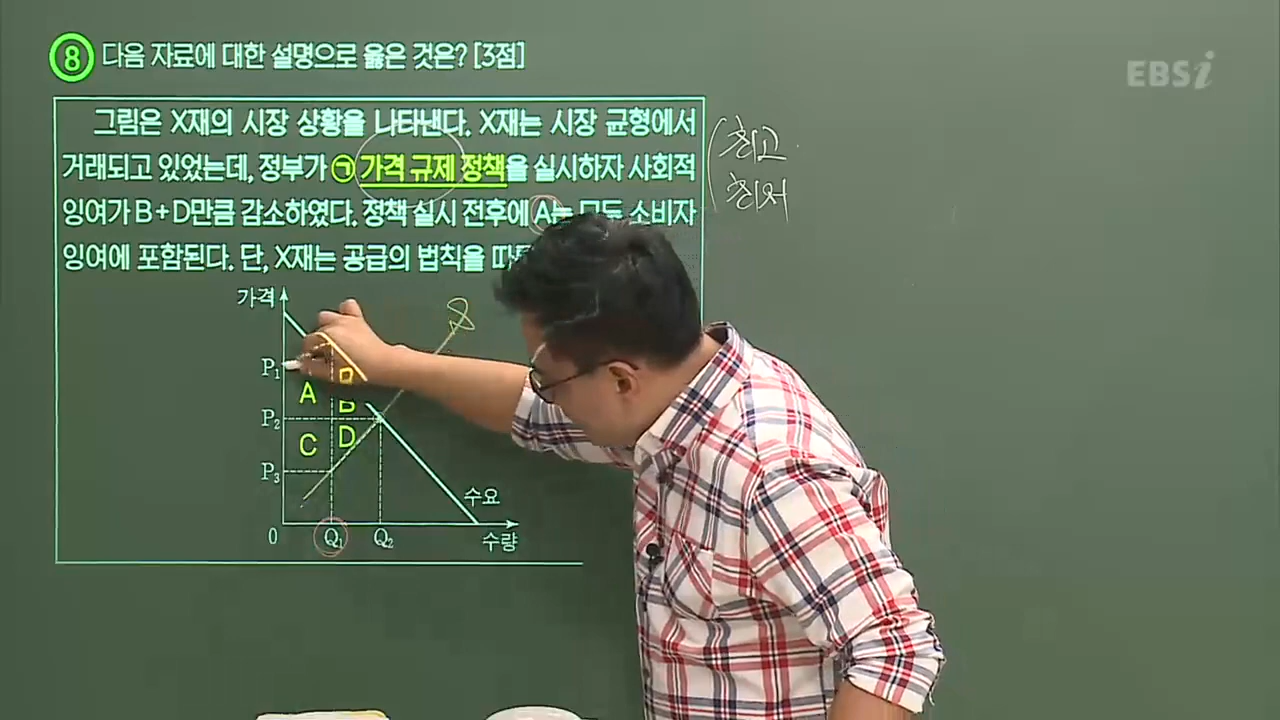 8 다음 자료에 대한 설명으로 옳은 것은? [3점]
EBSi
그림은 X재의 시장 상황을 나타낸다. X재는 시장 균형에서
거래되고 있었는데, 정부가 ㉠ 가격 규제 정책을 실시하자 사회적
잉여가 B+D만큼 감소하였다. 정책 실시 전후에 A는 모두 소비자
잉여에 포함된다. 단, X재는 공급의 법칙을
최고
최저
가격
P₁
A
B
P₂
C
D
P₃
수요
0
Q₁
Q₂
수량